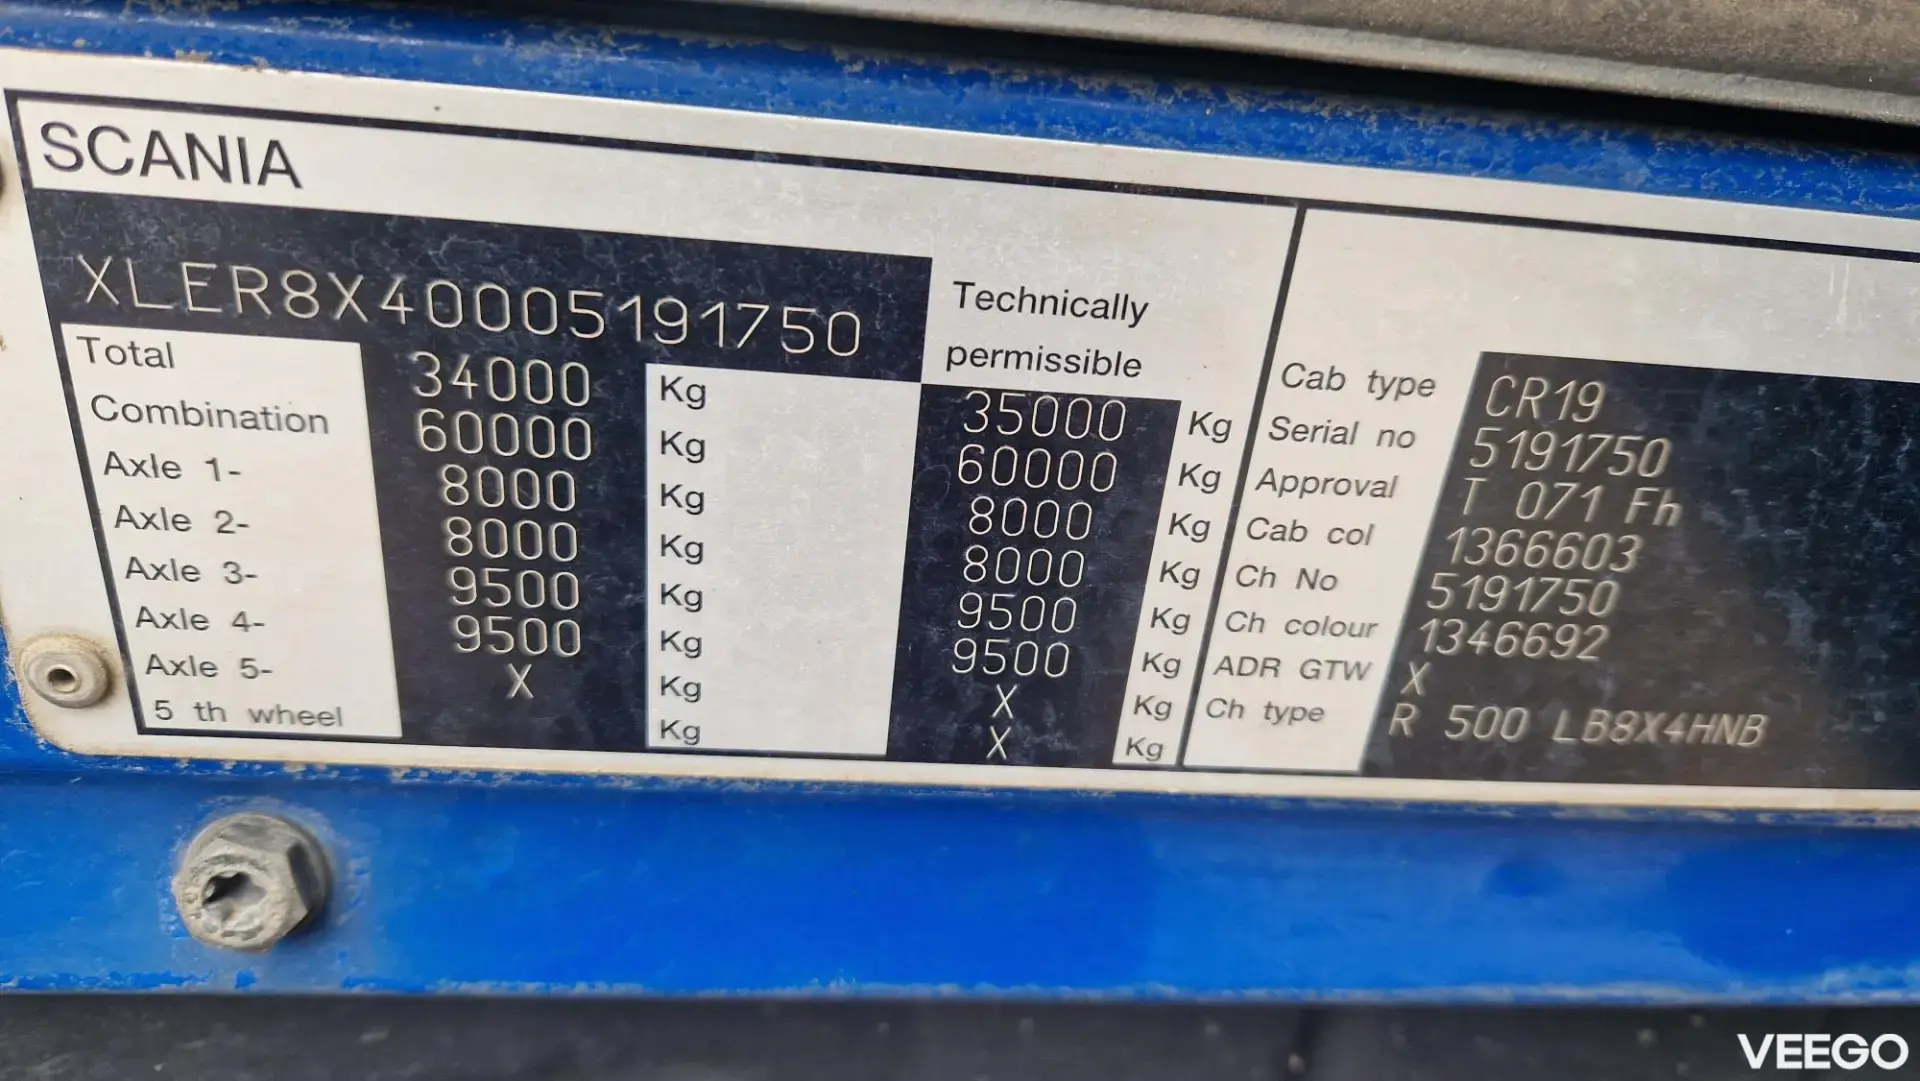 SCANIA
XLER8X40005191750
Technically
permissible
Total 34000 Kg 35000 Kg
Combination 60000 Kg 60000 Kg
Axle 1- 8000 Kg 8000 Kg
Axle 2- 8000 Kg 8000 Kg
Axle 3- 9500 Kg 9500 Kg
Axle 4- 9500 Kg 9500 Kg
Axle 5- X Kg X Kg
5 th wheel Kg X Kg
Cab type CR19
Serial no 5191750
Approval T 071 Fh
Cab col 1366603
Ch No 5191750
Ch colour 1346692
ADR GTW X
Ch type R 500 LB8X4HNB
VEEGO